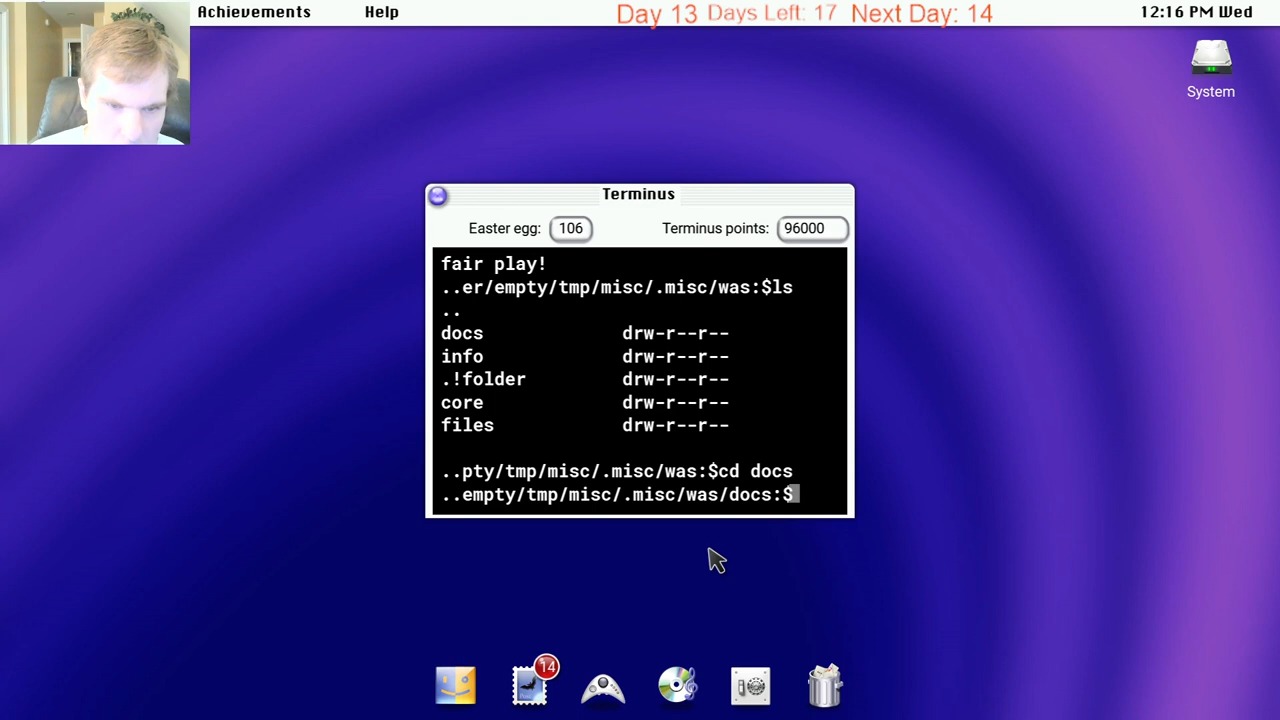 Achievements Help Day 13 Days Left: 17 Next Day: 14 12:16 PM Wed
System
Terminus
Easter egg: 106 Terminus points: 96000
fair play!
..er/empty/tmp/misc/.misc/was:$ls
..
docs drw-r--r--
info drw-r--r--
.!folder drw-r--r--
core drw-r--r--
files drw-r--r--
..pty/tmp/misc/.misc/was:$cd docs
..empty/tmp/misc/.misc/was/docs:$
14